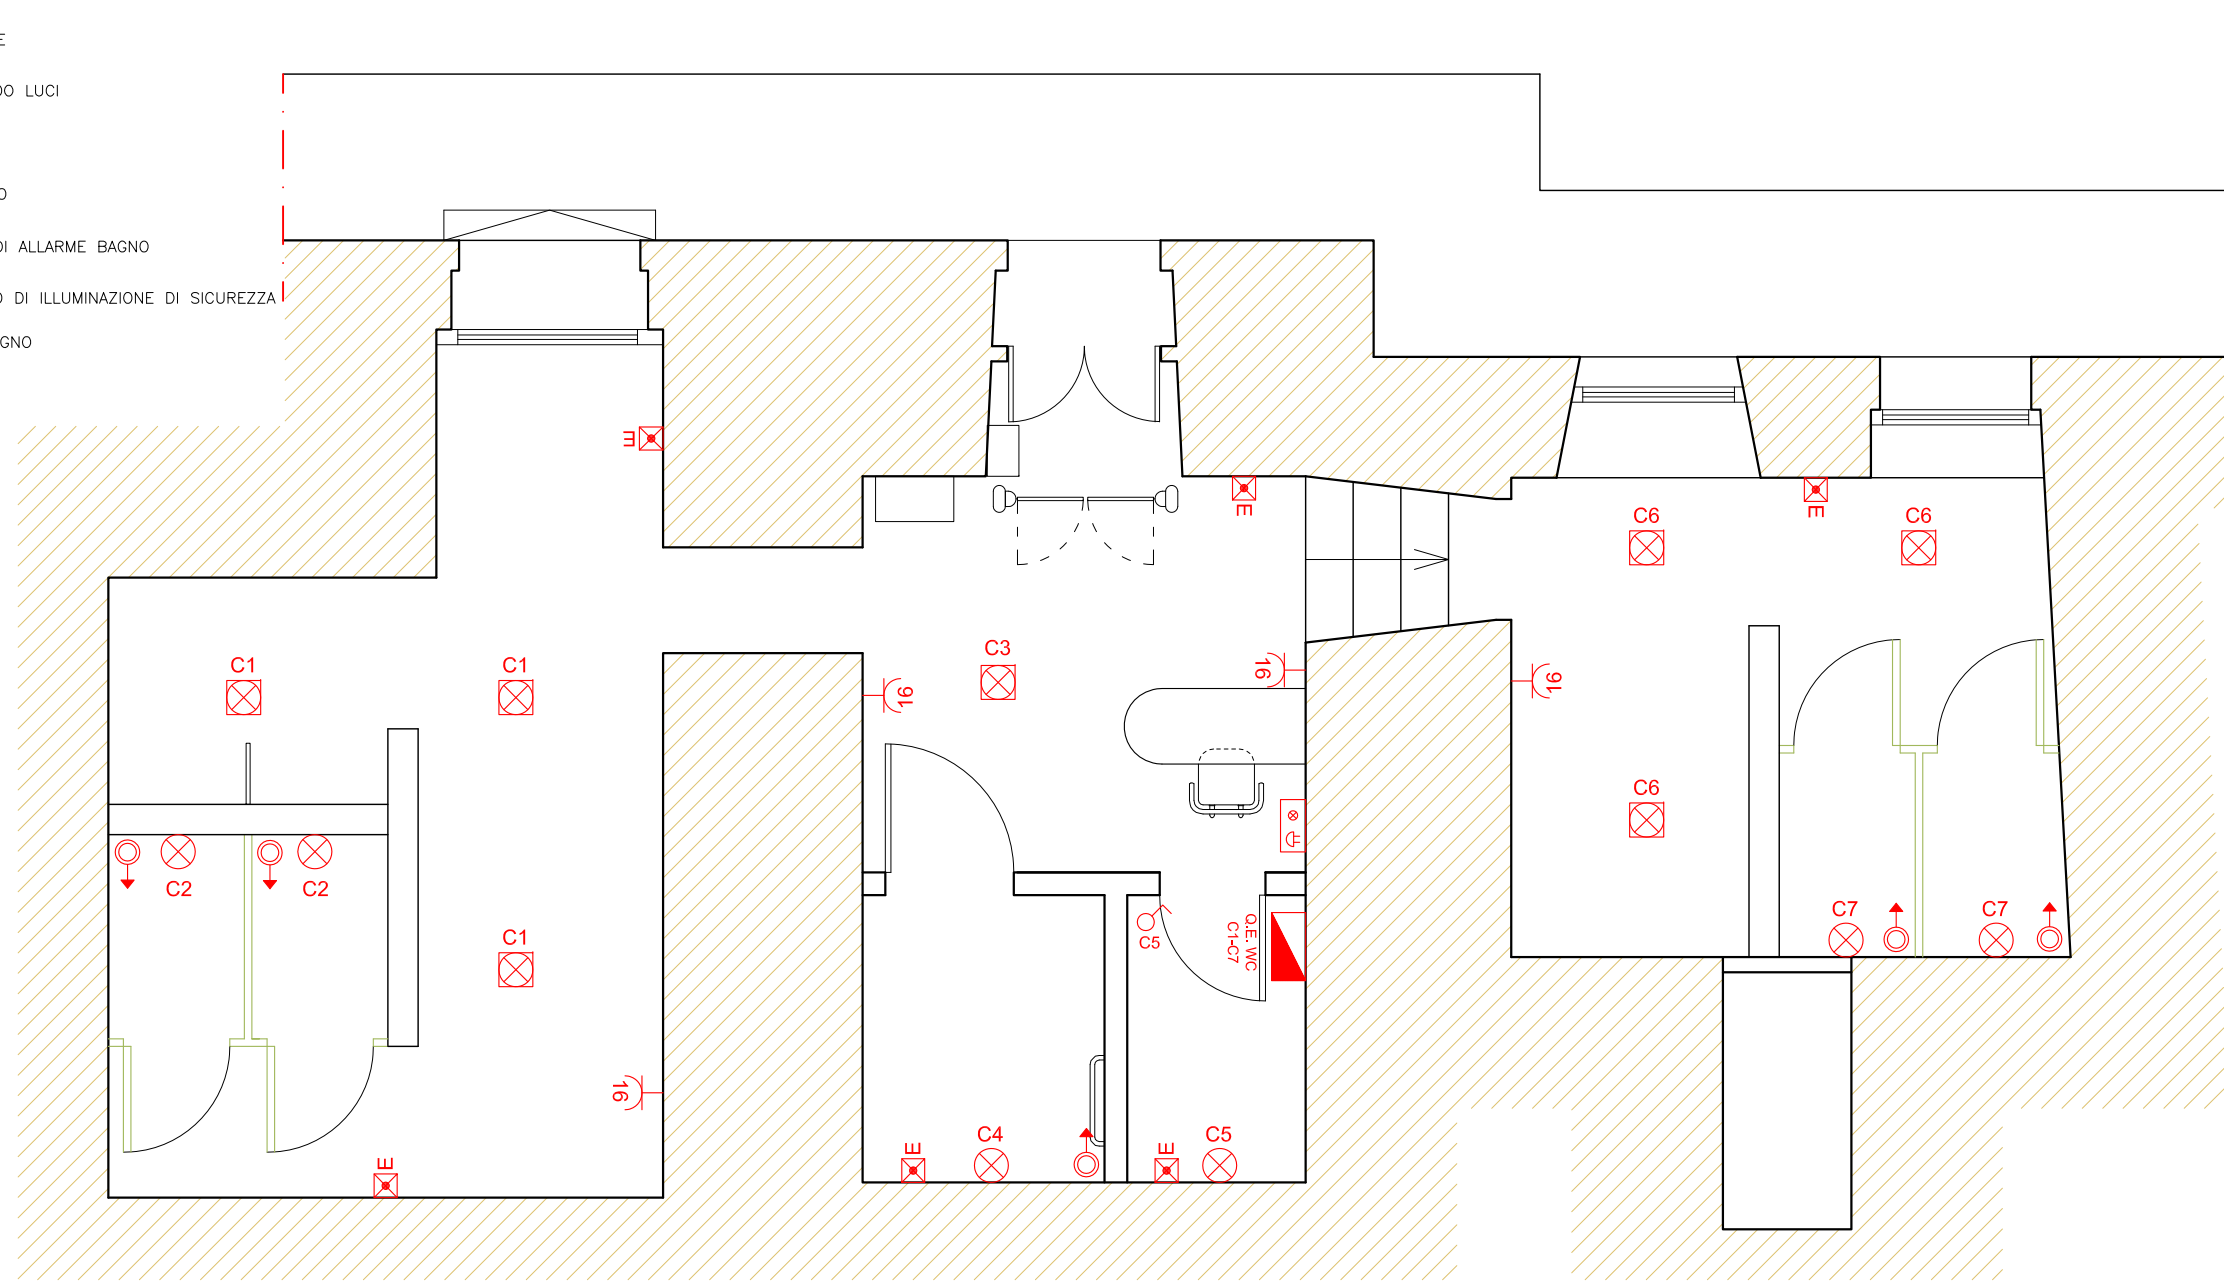 E
DO LUCI
O
DI ALLARME BAGNO
O DI ILLUMINAZIONE DI SICUREZZA
GNO
E
E
E
C6
C6
C1
C1
C3
16
16
16
C6
C2
C2
C1
C5
Q.E. WC
C1-C7
C7
C7
16
E
E
C4
E
C5